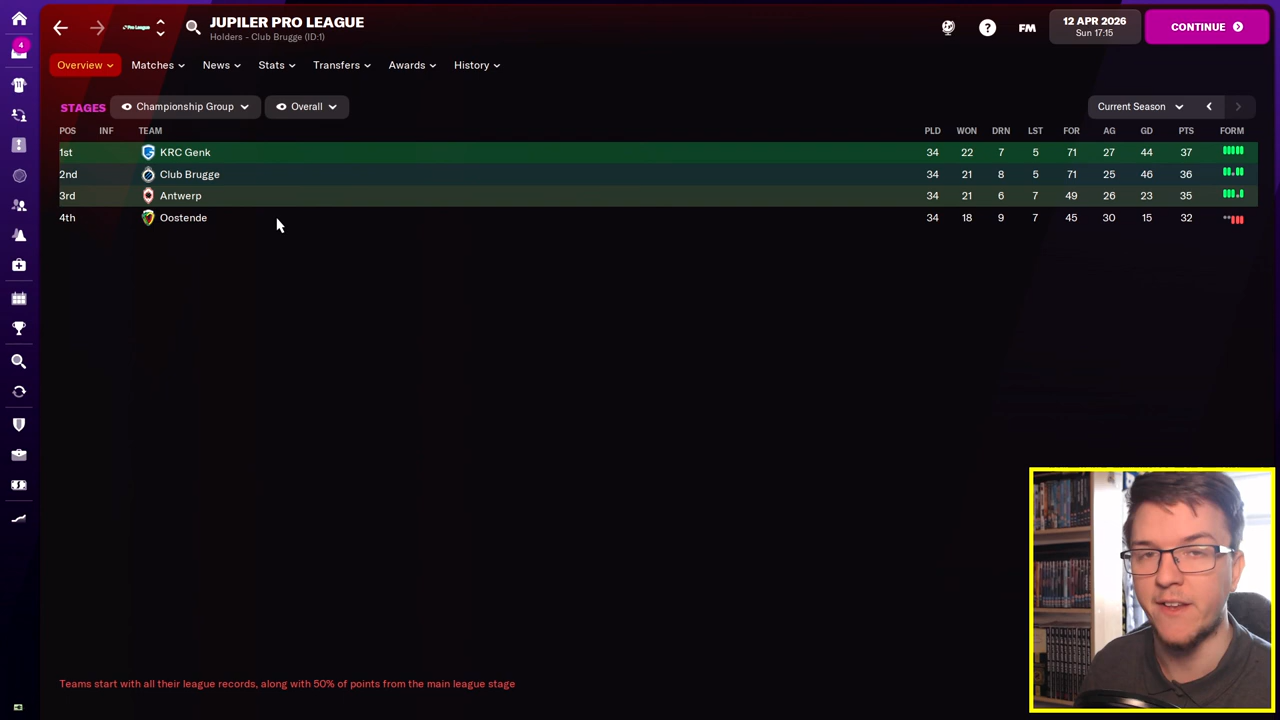 JUPILER PRO LEAGUE
Holders - Club Brugge (ID:1)
FM
12 APR 2026
Sun 17:15
CONTINUE
4
Overview Matches News Stats Transfers Awards History
STAGES Championship Group Overall Current Season
POS INF TEAM PLD WON DRN LST FOR AG GD PTS FORM
1st KRC Genk 34 22 7 5 71 27 44 37
2nd Club Brugge 34 21 8 5 71 25 46 36
3rd Antwerp 34 21 6 7 49 26 23 35
4th Oostende 34 18 9 7 45 30 15 32
Teams start with all their league records, along with 50% of points from the main league stage